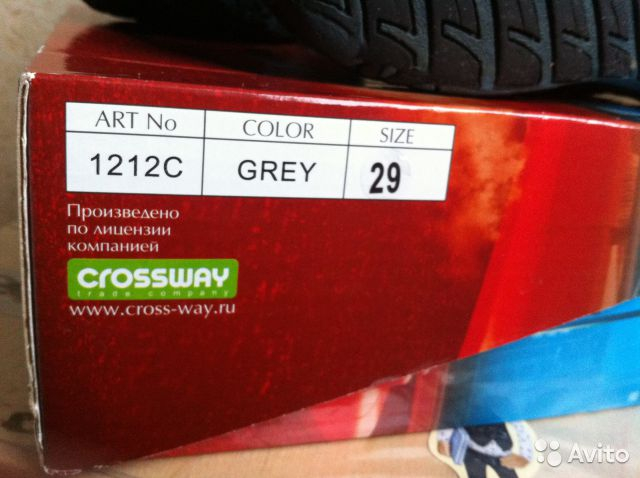 ART No COLOR SIZE
1212C GREY 29
Произведено
по лицензии
компанией
crossway
trade company
www.cross-way.ru
Avito